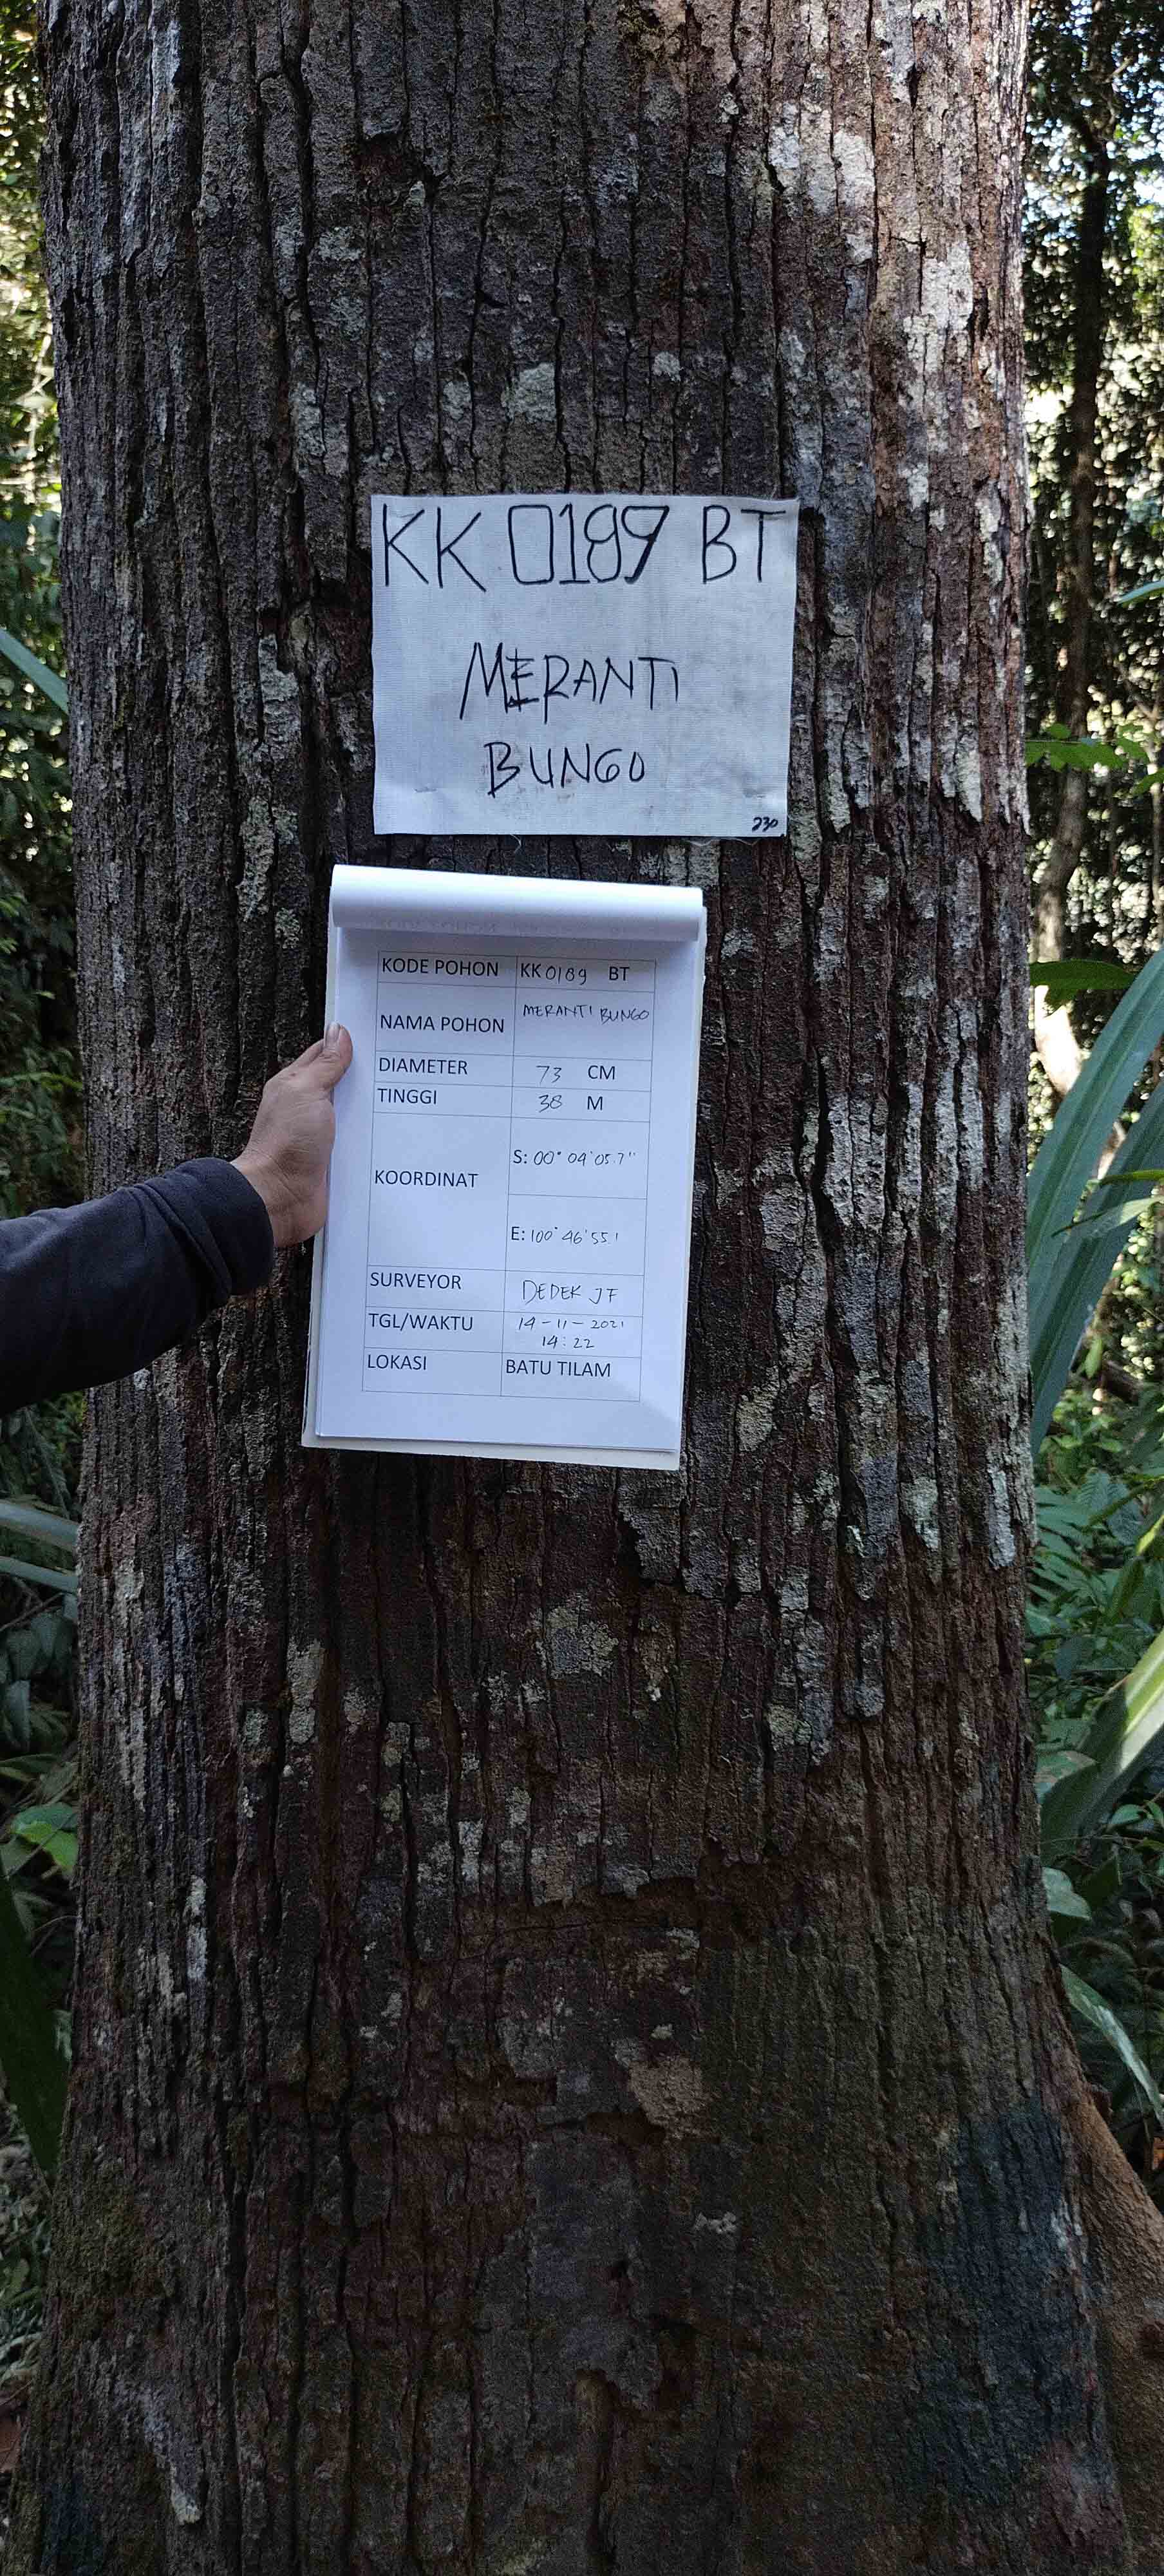 KK 0189 BT
MERANTI
BUNGO
230
KODE POHON KK 0189 BT
NAMA POHON MERANTI BUNGO
DIAMETER 73 CM
TINGGI 38 M
KOORDINAT
S: 00° 04' 05.7"
E: 100° 46' 55.1
SURVEYOR DEDEK JF
TGL/WAKTU 14-11-2021
14:22
LOKASI BATU TILAM